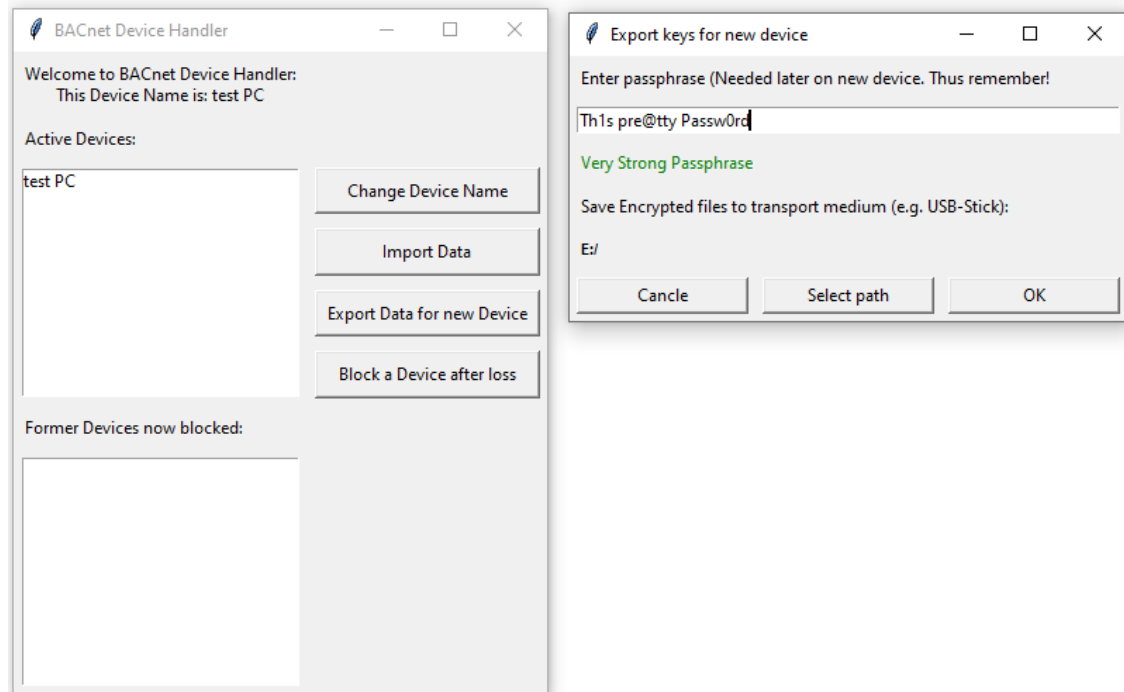 BACnet Device Handler
Welcome to BACnet Device Handler:
This Device Name is: test PC
Active Devices:
test PC
Change Device Name
Import Data
Export Data for new Device
Block a Device after loss
Former Devices now blocked:
Export keys for new device
Enter passphrase (Needed later on new device. Thus remember!
Th1s pre@tty Passw0rd
Very Strong Passphrase
Save Encrypted files to transport medium (e.g. USB-Stick):
E:/
Cancle
Select path
OK